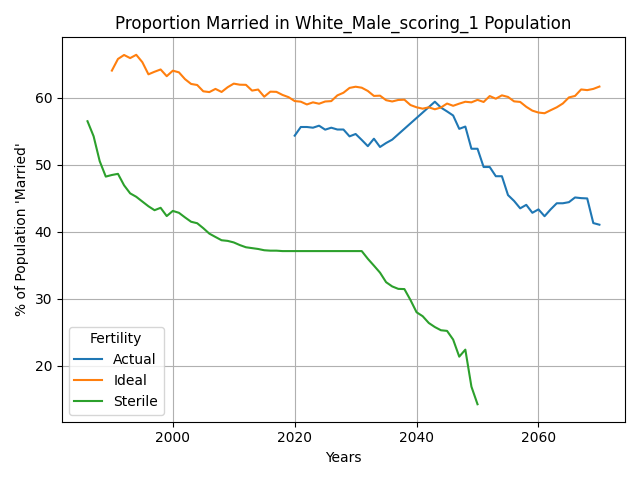 Proportion Married in White_Male_scoring_1 Population
% of Population 'Married'
60
50
40
30
20
Fertility
Actual
Ideal
Sterile
2000
2020
2040
2060
Years